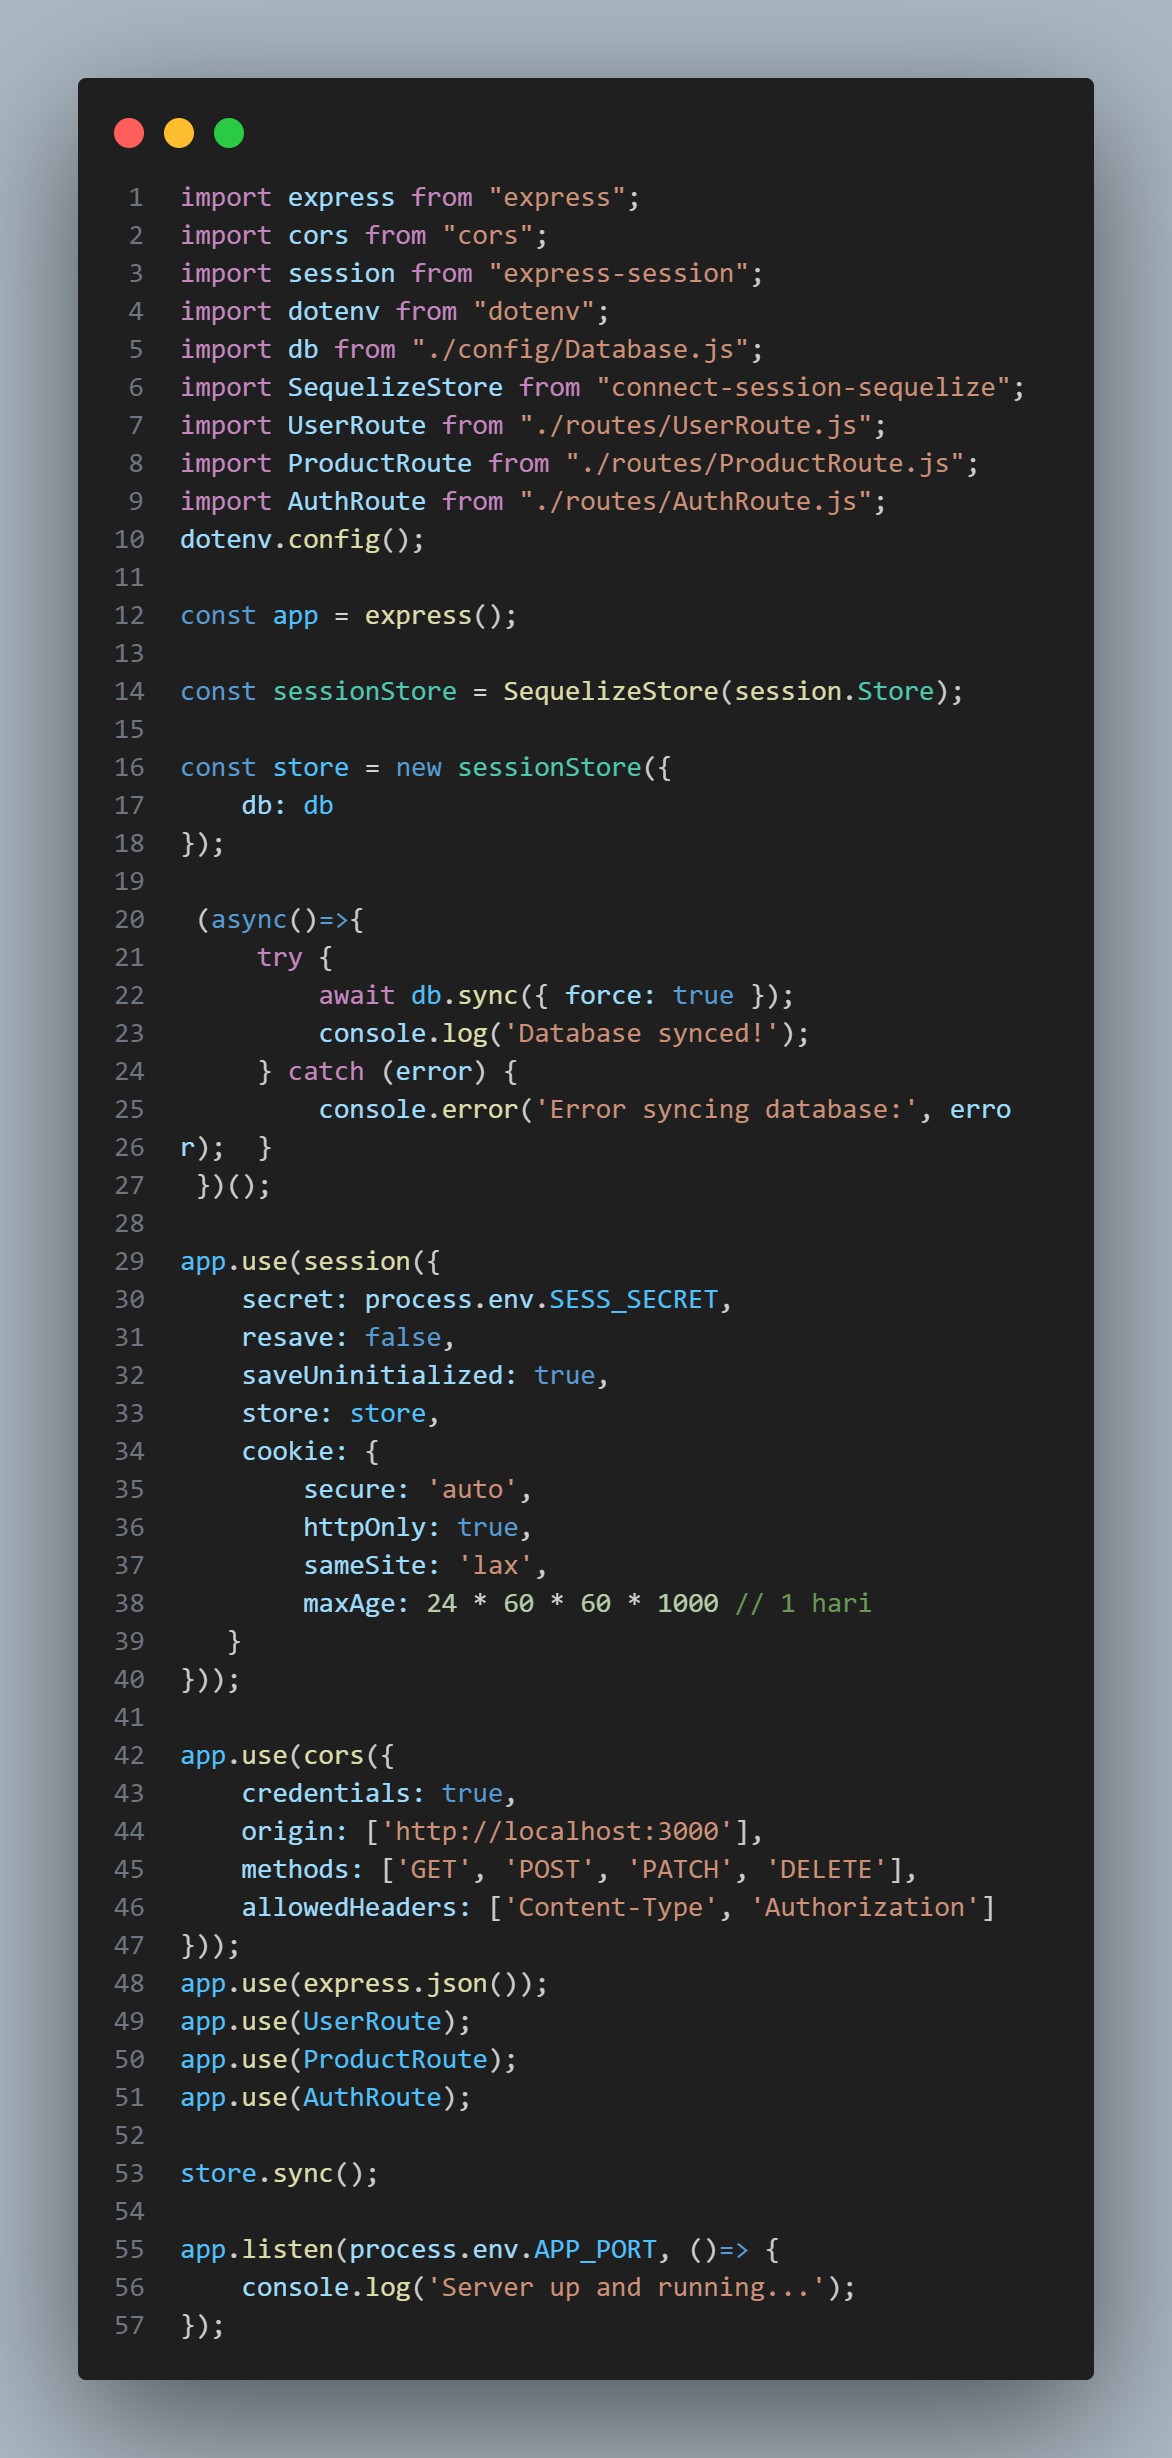 1 import express from "express";
2 import cors from "cors";
3 import session from "express-session";
4 import dotenv from "dotenv";
5 import db from "./config/Database.js";
6 import SequelizeStore from "connect-session-sequelize";
7 import UserRoute from "./routes/UserRoute.js";
8 import ProductRoute from "./routes/ProductRoute.js";
9 import AuthRoute from "./routes/AuthRoute.js";
10 dotenv.config();
11
12 const app = express();
13
14 const sessionStore = SequelizeStore(session.Store);
15
16 const store = new sessionStore({
17     db: db
18 });
19
20  (async()=>{
21      try {
22          await db.sync({ force: true });
23          console.log('Database synced!');
24      } catch (error) {
25          console.error('Error syncing database:', erro
26 r);  }
27  })();
28
29 app.use(session({
30     secret: process.env.SESS_SECRET,
31     resave: false,
32     saveUninitialized: true,
33     store: store,
34     cookie: {
35         secure: 'auto',
36         httpOnly: true,
37         sameSite: 'lax',
38         maxAge: 24 * 60 * 60 * 1000 // 1 hari
39    }
40 }));
41
42 app.use(cors({
43     credentials: true,
44     origin: ['http://localhost:3000'],
45     methods: ['GET', 'POST', 'PATCH', 'DELETE'],
46     allowedHeaders: ['Content-Type', 'Authorization']
47 }));
48 app.use(express.json());
49 app.use(UserRoute);
50 app.use(ProductRoute);
51 app.use(AuthRoute);
52
53 store.sync();
54
55 app.listen(process.env.APP_PORT, ()=> {
56     console.log('Server up and running...');
57 });